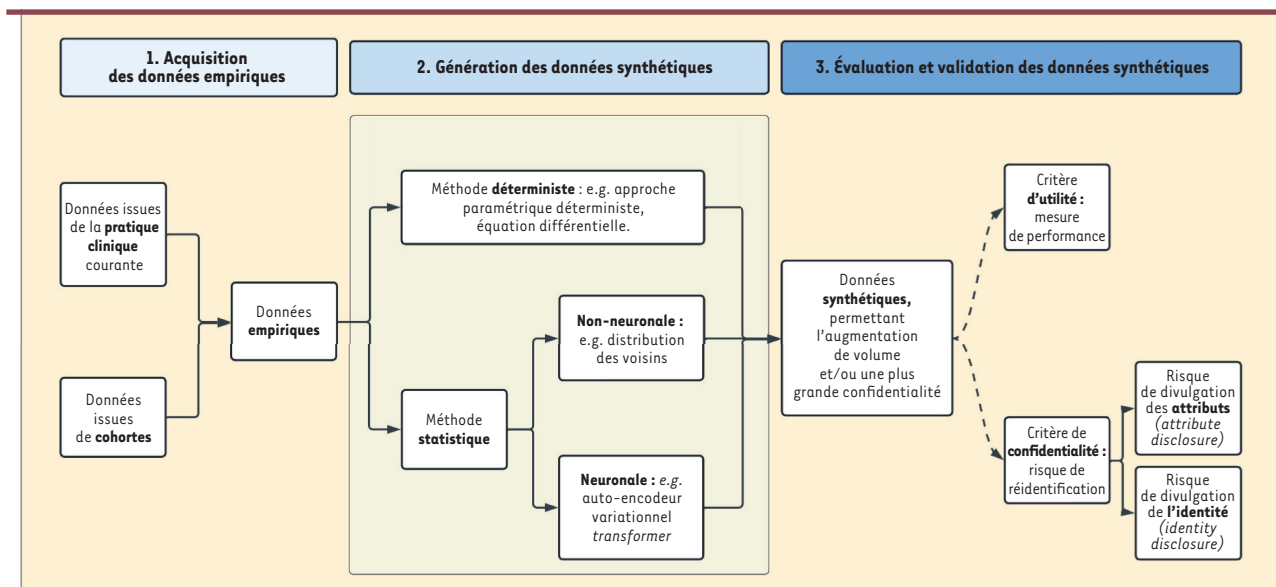 1. Acquisition
des données empiriques
2. Génération des données synthétiques
3. Évaluation et validation des données synthétiques
Données issues
de la pratique
clinique
courante
Données
issues
de cohortes
Données
empiriques
Méthode déterministe : e.g. approche
paramétrique déterministe,
équation différentielle.
Méthode
statistique
Non-neuronale :
e.g. distribution
des voisins
Neuronale : e.g.
auto-encodeur
variationnel
transformer
Données
synthétiques,
permettant
l'augmentation
de volume
et/ou une plus
grande confidentialité
Critère
d'utilité :
mesure
de performance
Critère de
confidentialité :
risque de
réidentification
Risque
de divulgation
des attributs
(attribute
disclosure)
Risque
de divulgation
de l'identité
(identity
disclosure)